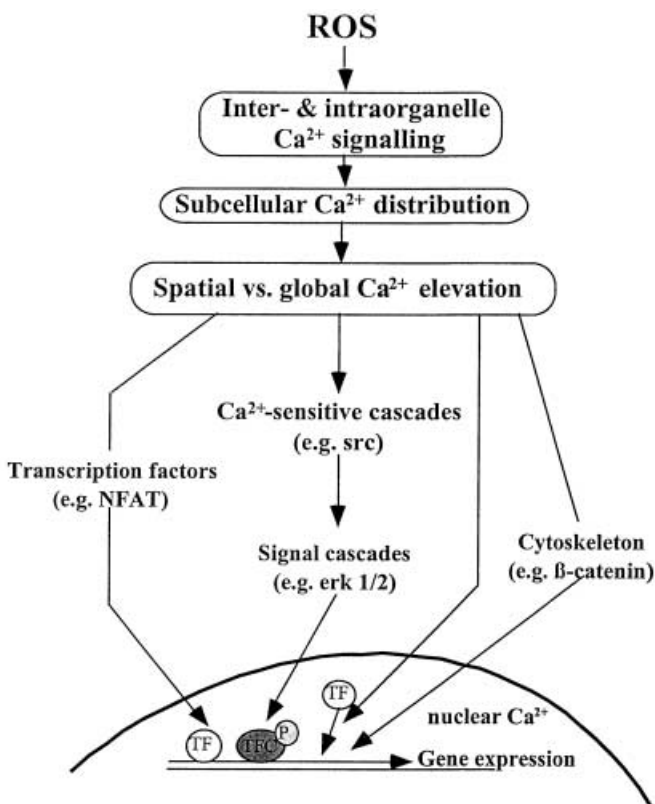 ROS
Inter- & intraorganelle
Ca²⁺ signalling
Subcellular Ca²⁺ distribution
Spatial vs. global Ca²⁺ elevation
Ca²⁺-sensitive cascades
(e.g. src)
Transcription factors
(e.g. NFAT)
Signal cascades
(e.g. erk 1/2)
Cytoskeleton
(e.g. ß-catenin)
TF
nuclear Ca²⁺
TF
TFC
P
Gene expression